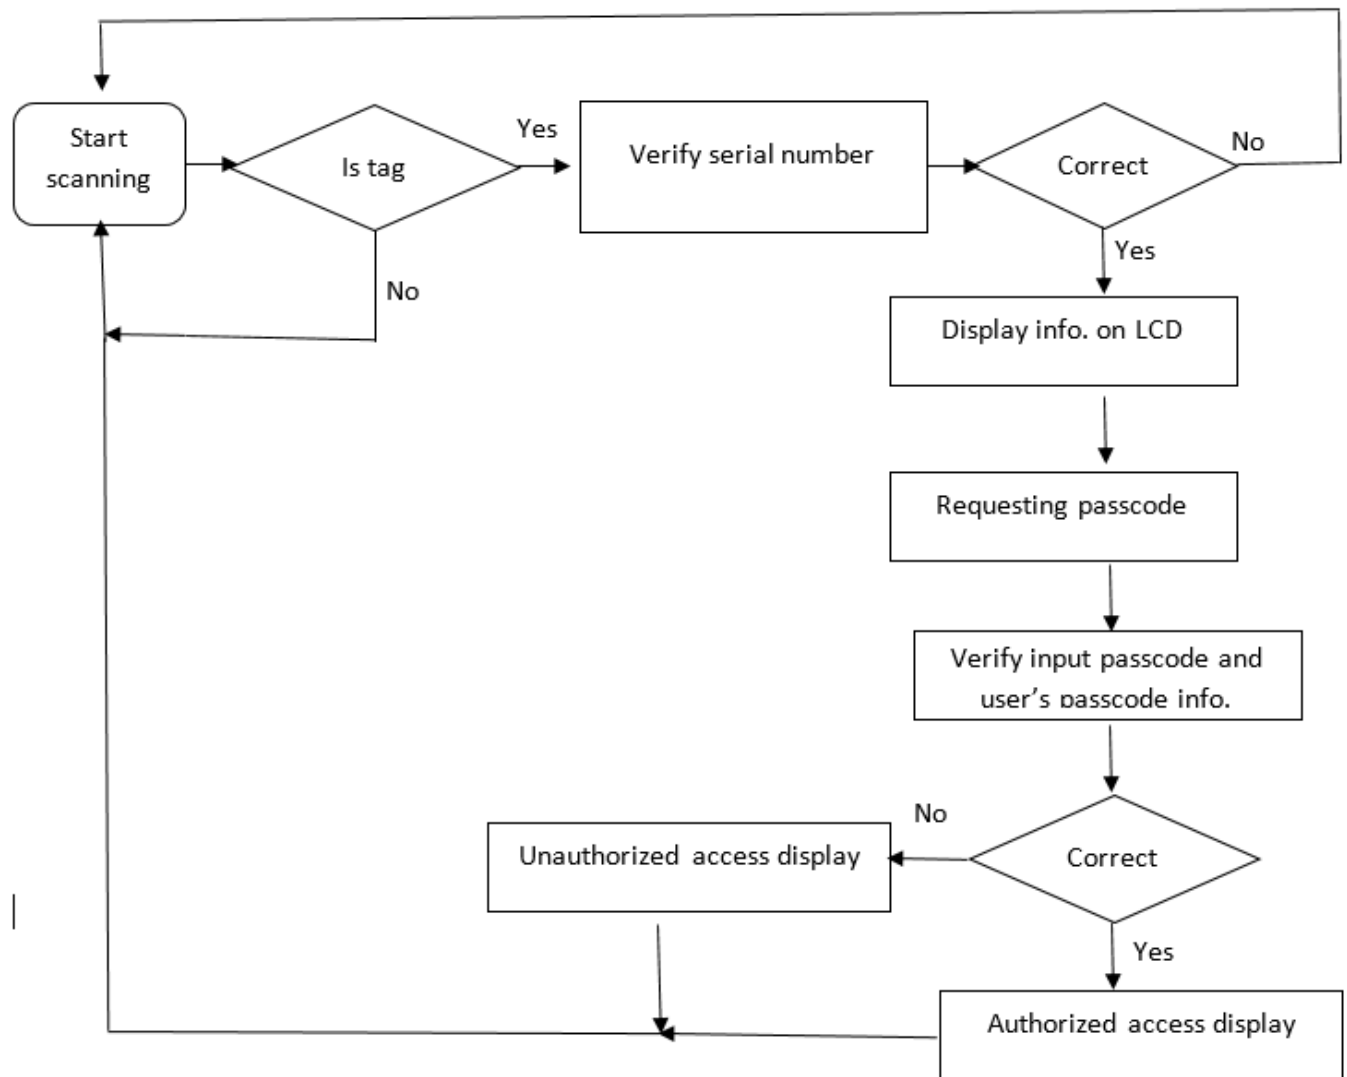 Start
scanning
Is tag
Yes
Verify serial number
Correct
No
No
Yes
Display info. on LCD
Requesting passcode
Verify input passcode and
user's passcode info.
No
Unauthorized access display
Correct
Yes
Authorized access display